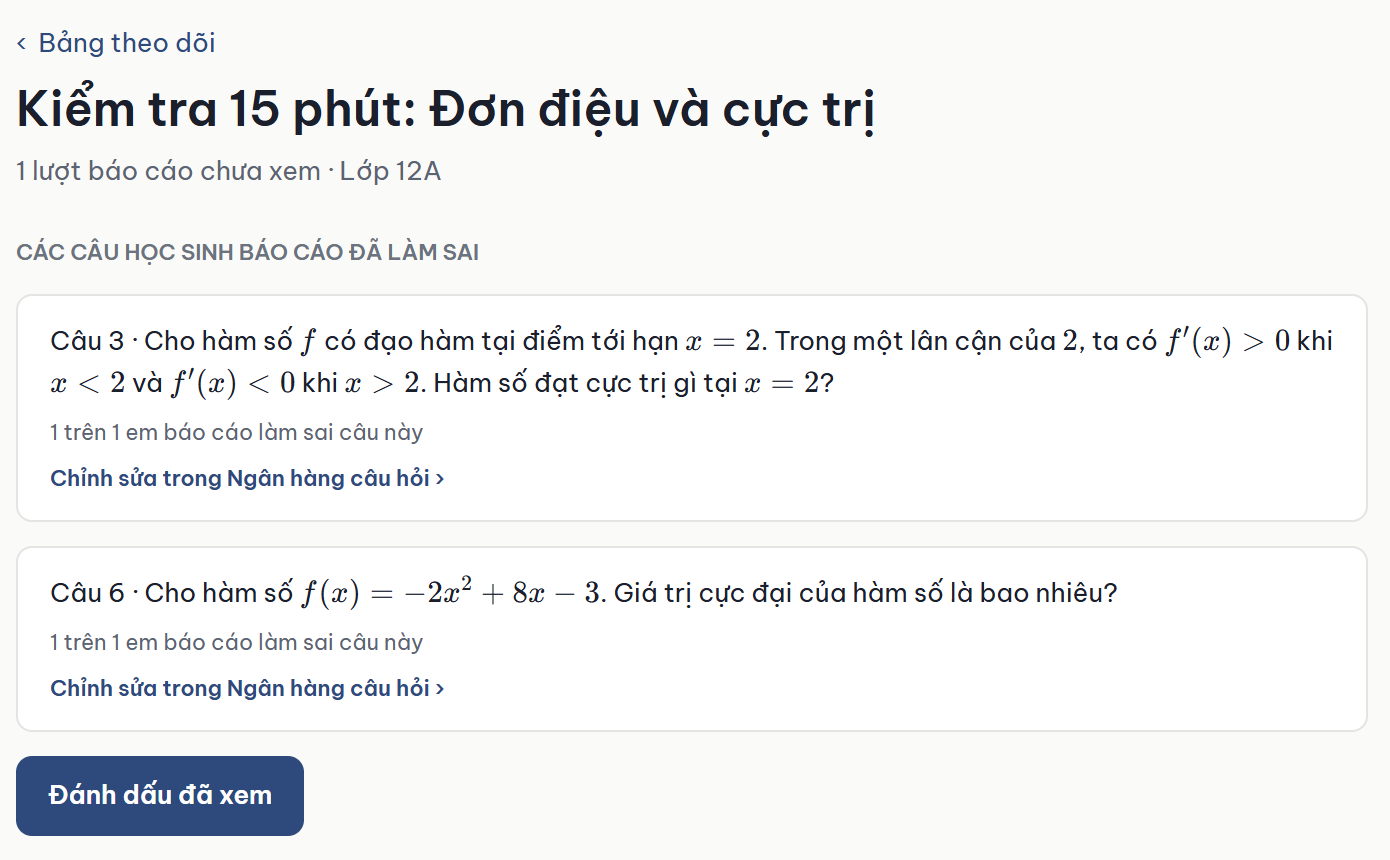 ‹ Bảng theo dõi
Kiểm tra 15 phút: Đơn điệu và cực trị
1 lượt báo cáo chưa xem · Lớp 12A
CÁC CÂU HỌC SINH BÁO CÁO ĐÃ LÀM SAI
Câu 3 · Cho hàm số f có đạo hàm tại điểm tới hạn x = 2. Trong một lân cận của 2, ta có f′(x) > 0 khi
x < 2 và f′(x) < 0 khi x > 2. Hàm số đạt cực trị gì tại x = 2?
1 trên 1 em báo cáo làm sai câu này
Chỉnh sửa trong Ngân hàng câu hỏi ›
Câu 6 · Cho hàm số f(x) = −2x² + 8x − 3. Giá trị cực đại của hàm số là bao nhiêu?
1 trên 1 em báo cáo làm sai câu này
Chỉnh sửa trong Ngân hàng câu hỏi ›
Đánh dấu đã xem